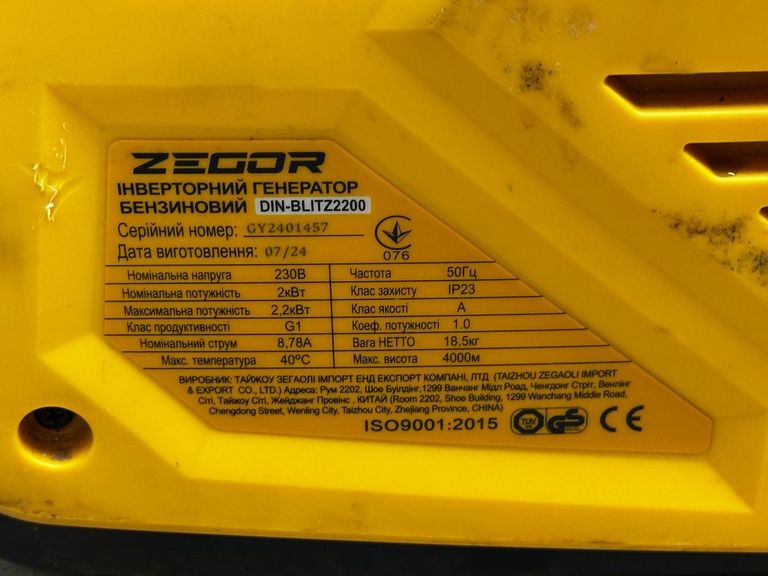 ZEGOR
ІНВЕРТОРНИЙ ГЕНЕРАТОР
БЕНЗИНОВИЙ DIN-BLITZ2200
Серійний номер: GY2401457
Дата виготовлення: 07/24
076
Номінальна напруга 230В Частота 50Гц
Номінальна потужність 2кВт Клас захисту IP23
Максимальна потужність 2,2кВт Клас якості А
Клас продуктивності G1 Коеф. потужності 1.0
Номінальний струм 8,78А Вага НЕТТО 18,5кг
Макс. температура 40°С Макс. висота 4000м
ВИРОБНИК: ТАЙЖОУ ЗЕГАОЛІ ІМПОРТ ЕНД ЕКСПОРТ КОМПАНІ, ЛТД (TAIZHOU ZEGAOLI IMPORT
& EXPORT CO., LTD.) Адреса: Рум 2202, Шое Буілдінг,1299 Ванчанг Мідл Роад, Ченгдонг Стріт, Венлінг
Сіті, Тайжоу Сіті, Жейджанг Провінс , КИТАЙ (Room 2202, Shoe Building, 1299 Wanchang Middle Road,
Chengdong Street, Wenling City, Taizhou City, Zhejiang Province, CHINA)
ISO9001:2015 TÜV GS CE